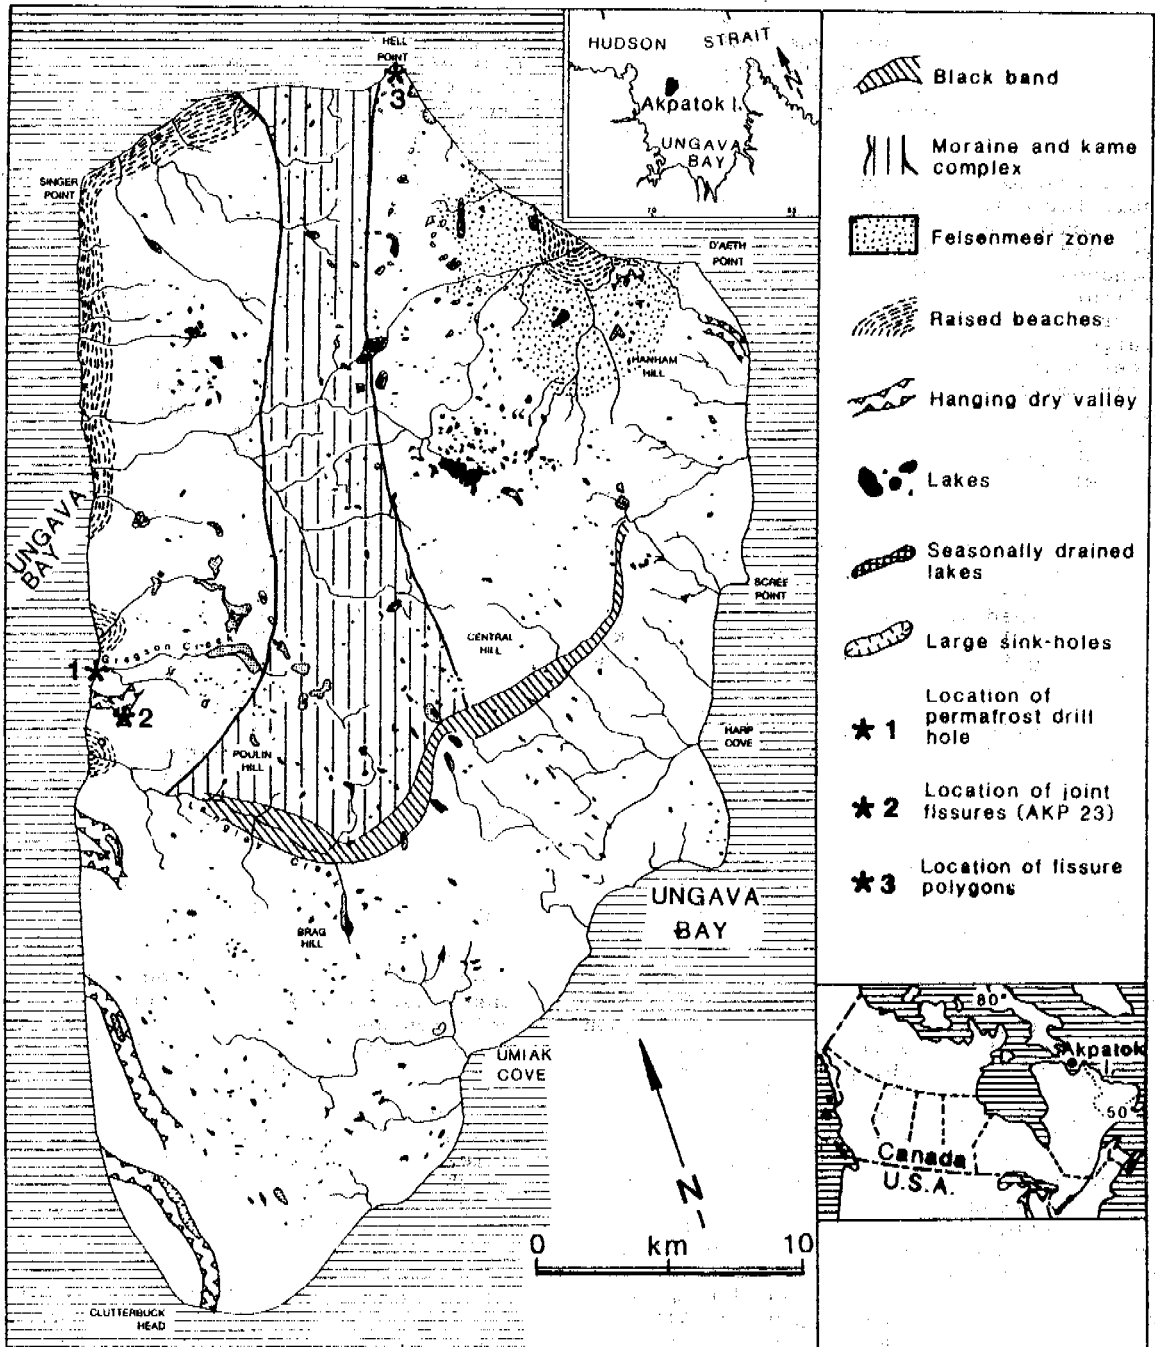 HELL
POINT
3
SINGER
POINT
HUDSON STRAIT
N
Akpatok I.
UNGAVA
BAY
70
65
D'AETH
POINT
HANHAM
HILL
UNGAVA
BAY
SCREE
POINT
CENTRAL
HILL
Gregson Creek
1
2
POULIN
HILL
HARP
COVE
UNGAVA
BAY
BRAG
HILL
UMIAK
COVE
N
0 km 10
CLUTTERBUCK
HEAD
Black band
Moraine and kame
complex
Felsenmeer zone
Raised beaches
Hanging dry valley
Lakes
Seasonally drained
lakes
Large sink-holes
1 Location of
permafrost drill
hole
2 Location of joint
fissures (AKP 23)
3 Location of fissure
polygons
80°
Akpatok
I.
50°
Canada
U.S.A.